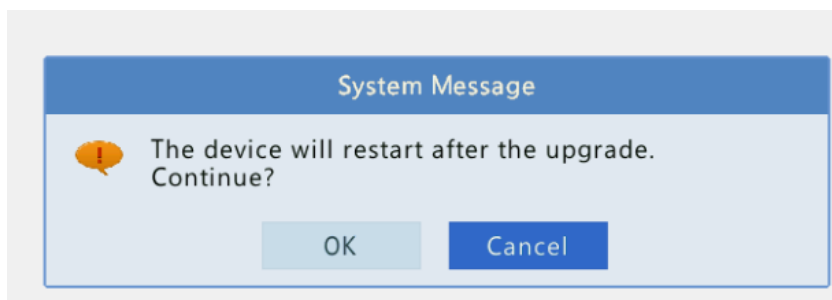 System Message
The device will restart after the upgrade.
Continue?
OK
Cancel